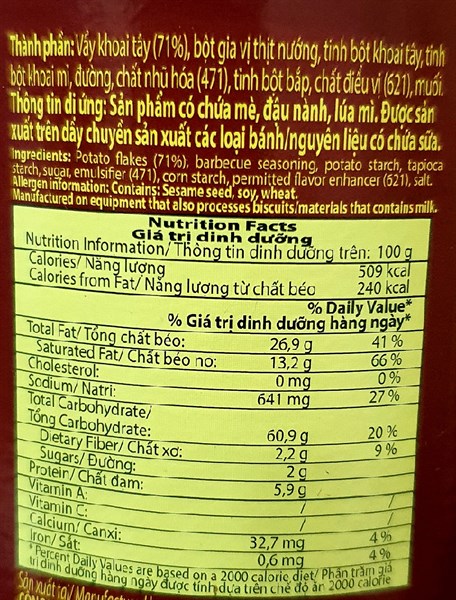 Thành phần: Vảy khoai tây (71%), bột gia vị thịt nướng, tinh bột khoai tây, tinh
bột khoai mì, đường, chất nhũ hóa (471), tinh bột bắp, chất điều vị (621), muối.
Thông tin dị ứng: Sản phẩm có chứa mè, đậu nành, lúa mì. Được sản
xuất trên dây chuyền sản xuất các loại bánh/nguyên liệu có chứa sữa.
Ingredients: Potato flakes (71%), barbecue seasoning, potato starch, tapioca
starch, sugar, emulsifier (471), corn starch, permitted flavor enhancer (621), salt.
Allergen information: Contains: Sesame seed, soy, wheat.
Manufactured on equipment that also processes biscuits/materials that contains milk.
Nutrition Facts
Giá trị dinh dưỡng
Nutrition Information/ Thông tin dinh dưỡng trên: 100 g
Calories/ Năng lượng 509 kcal
Calories from Fat/ Năng lượng từ chất béo 240 kcal
% Daily Value*
% Giá trị dinh dưỡng hàng ngày*
Total Fat/ Tổng chất béo: 26,9 g 41 %
Saturated Fat/ Chất béo no: 13,2 g 66 %
Cholesterol: 0 mg 0 %
Sodium/ Natri: 641 mg 27 %
Total Carbohydrate/
Tổng Carbohydrate: 60,9 g 20 %
Dietary Fiber/ Chất xơ: 2,2 g 9 %
Sugars/ Đường: 2 g
Protein/ Chất đạm: 5,9 g
Vitamin A: / /
Vitamin C: / /
Calcium/ Canxi: 32,7 mg 4 %
Iron/ Sắt: 0,6 mg 4 %
*Percent Daily Values are based on a 2000 calorie diet/ Phần trăm giá
trị dinh dưỡng hàng ngày được tính dựa trên chế độ ăn 2000 calorie
Sản xuất tại/